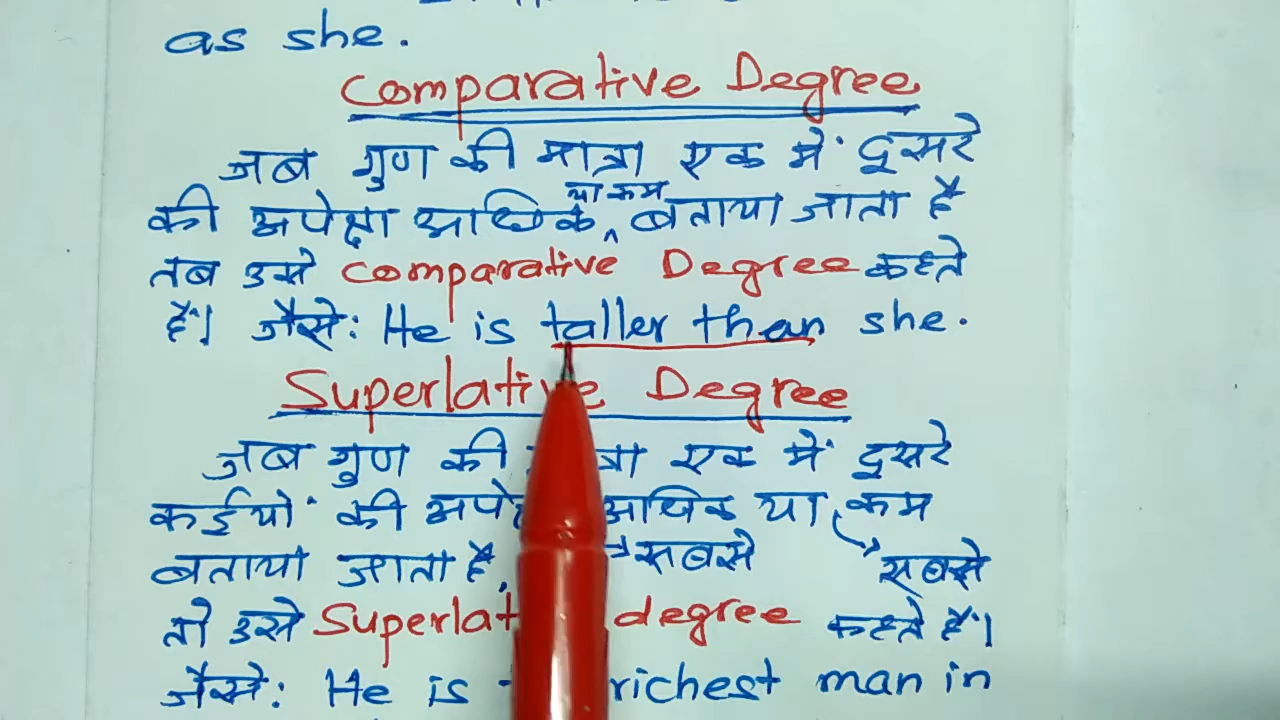 as she.
Comparative Degree
जब गुण की मात्रा एक में दूसरे
या कम
की अपेक्षा अधिक ^ बताया जाता है
तब उसे comparative Degree कहते
हैं। जैसे: He is taller than she.
Superlative Degree
जब गुण की एक में दूसरे
कईयों की अधिक या कम
बताया जाता है, सबसे सबसे
तो उसे degree कहते हैं।
जैसे: He is richest man in